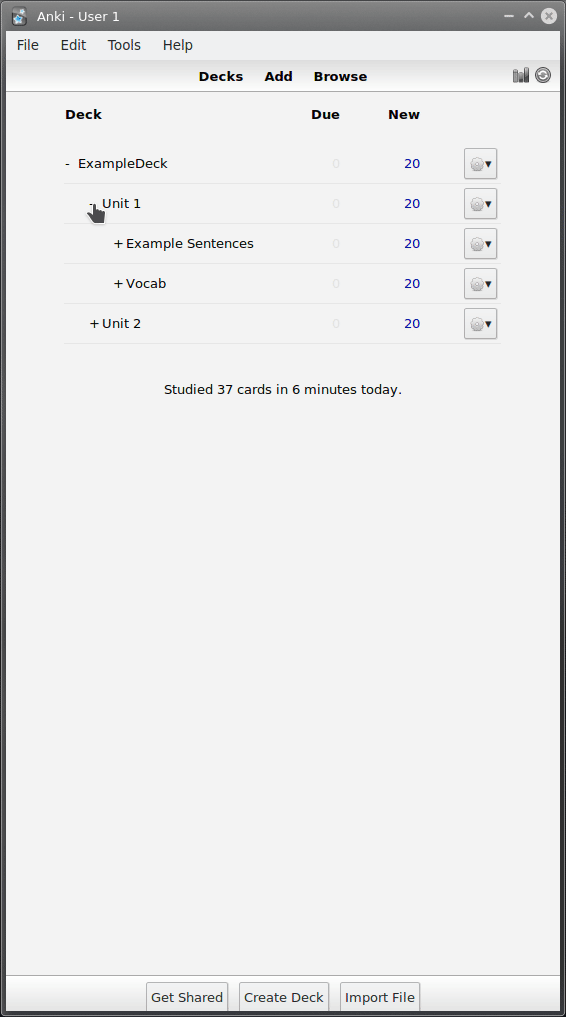 Anki - User 1
File Edit Tools Help
Decks Add Browse
Deck Due New
- ExampleDeck 0 20
- Unit 1 0 20
+ Example Sentences 0 20
+ Vocab 0 20
+ Unit 2 0 20
Studied 37 cards in 6 minutes today.
Get Shared Create Deck Import File